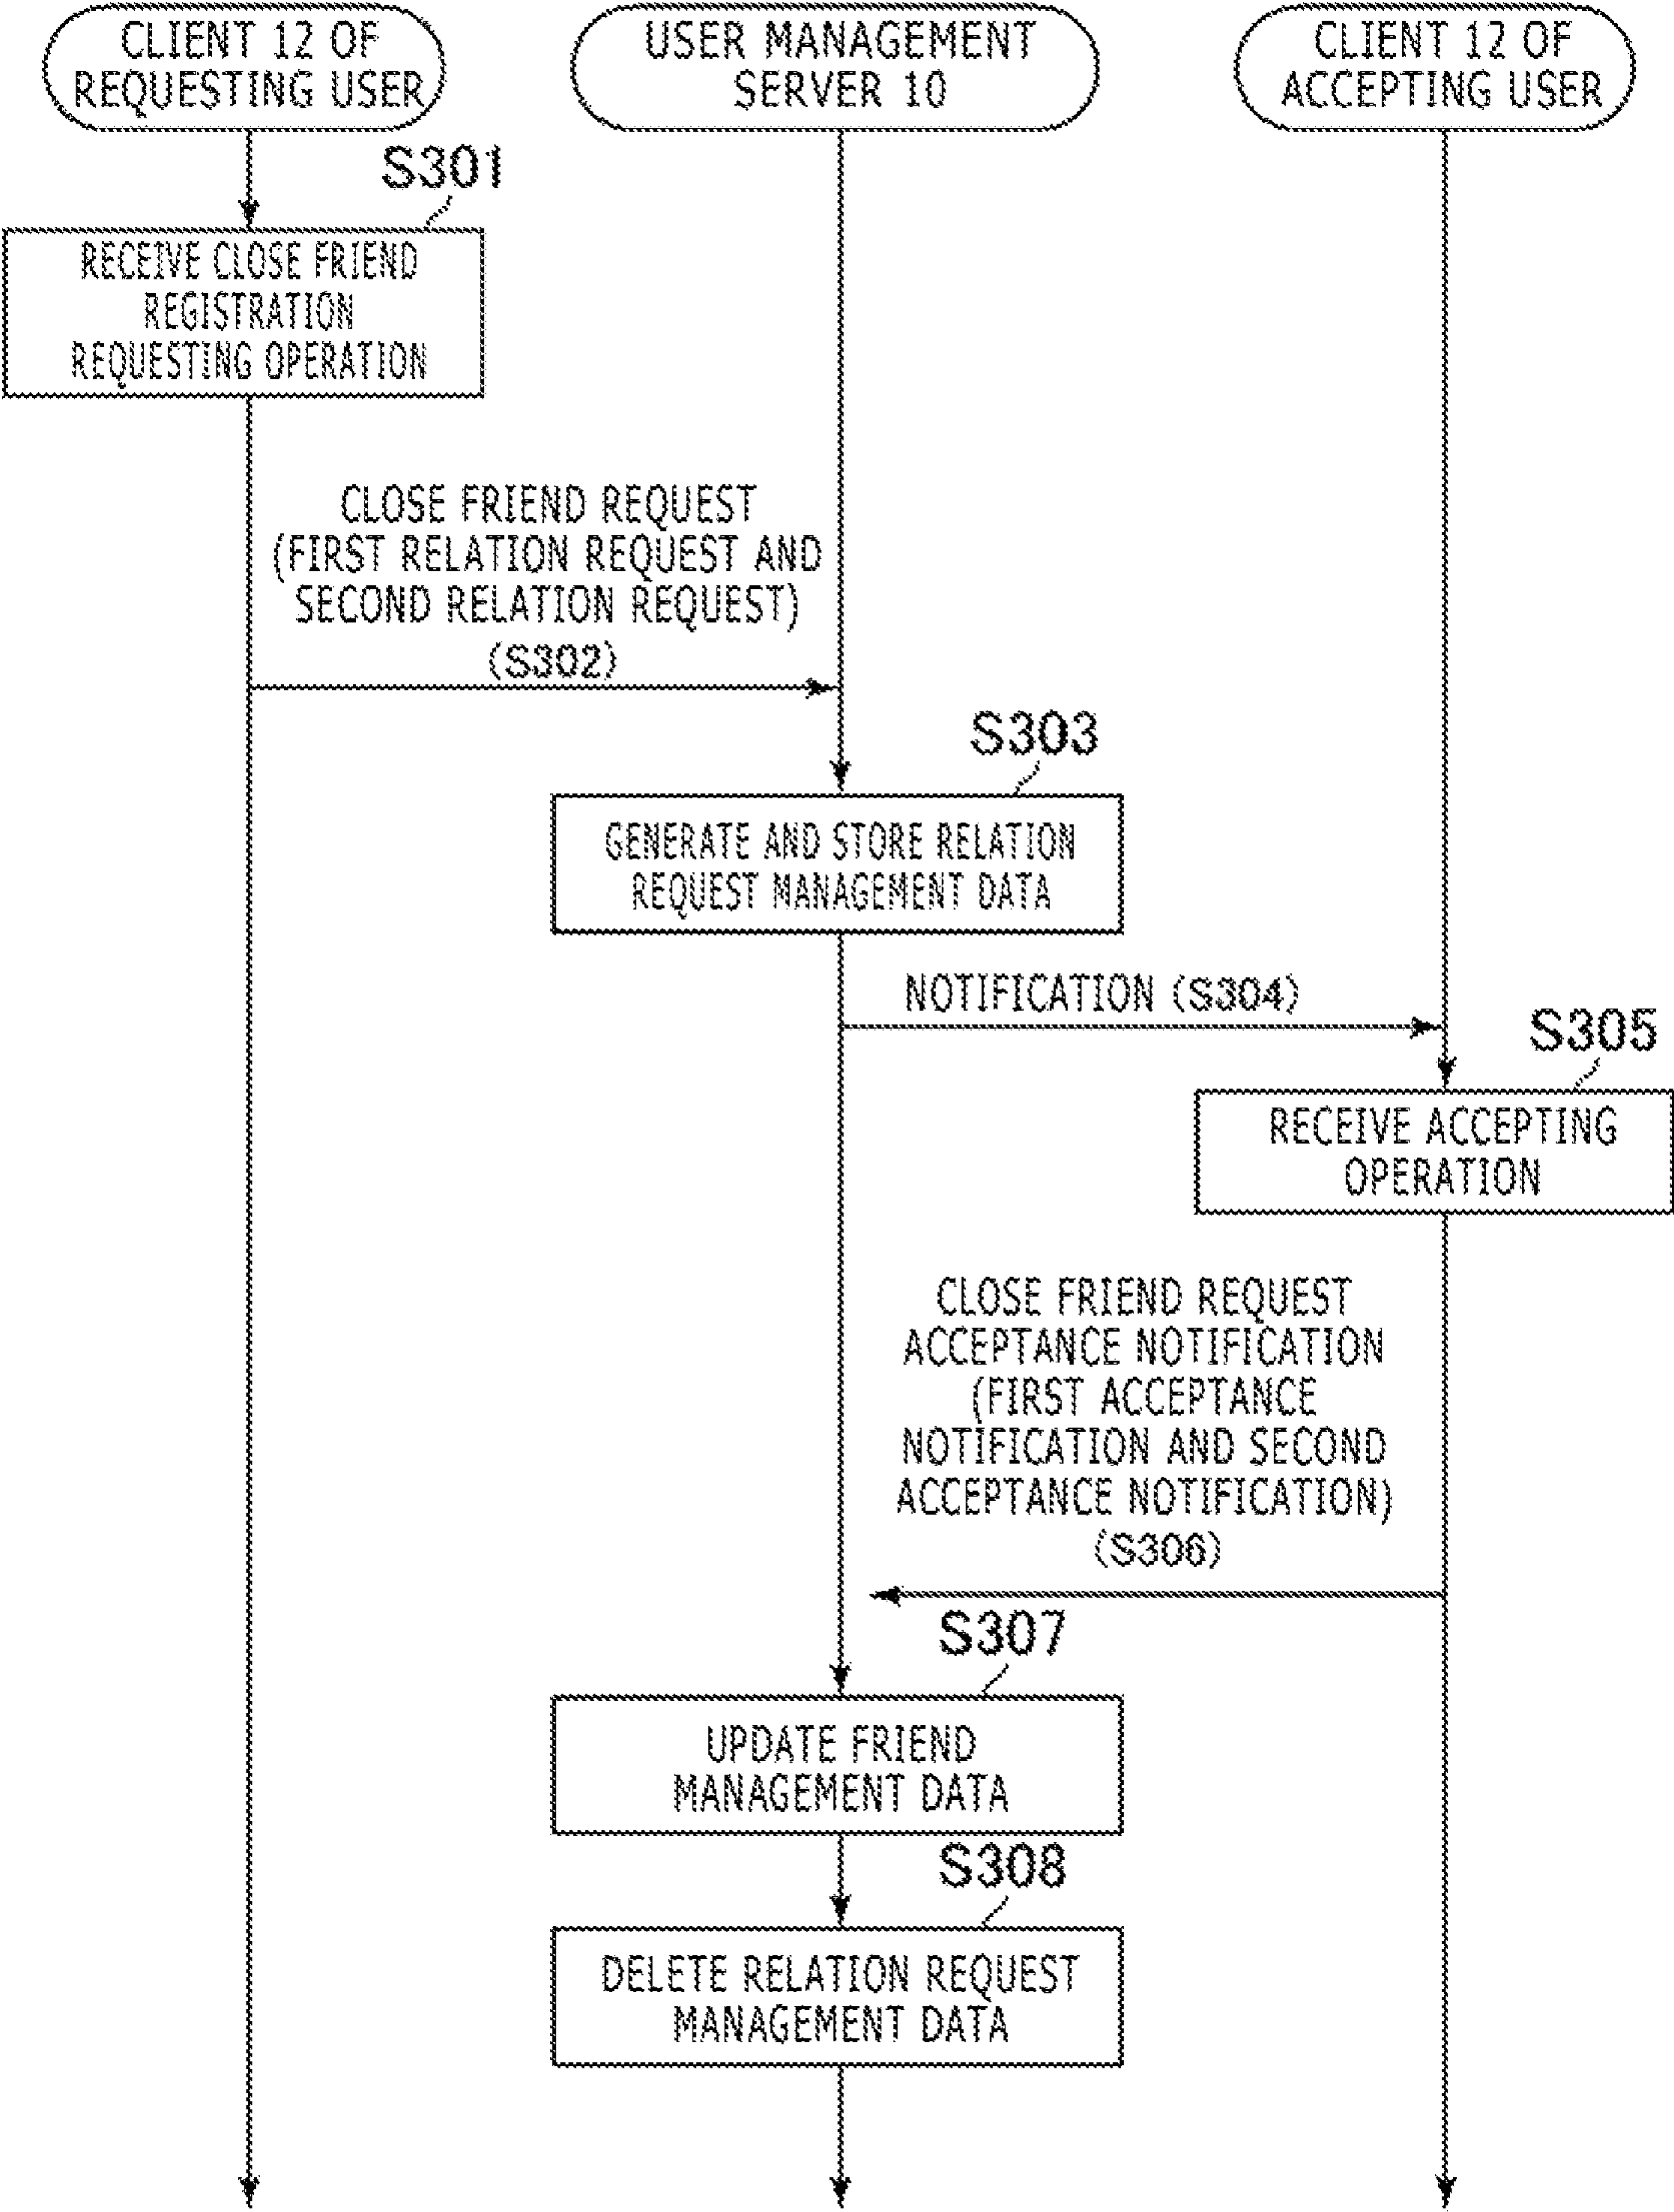 CLIENT 12 OF
REQUESTING USER
USER MANAGEMENT
SERVER 10
CLIENT 12 OF
ACCEPTING USER
S301
RECEIVE CLOSE FRIEND
REGISTRATION
REQUESTING OPERATION
CLOSE FRIEND REQUEST
(FIRST RELATION REQUEST AND
SECOND RELATION REQUEST)
(S302)
S303
GENERATE AND STORE RELATION
REQUEST MANAGEMENT DATA
NOTIFICATION (S304)
S305
RECEIVE ACCEPTING
OPERATION
CLOSE FRIEND REQUEST
ACCEPTANCE NOTIFICATION
(FIRST ACCEPTANCE
NOTIFICATION AND SECOND
ACCEPTANCE NOTIFICATION)
(S306)
S307
UPDATE FRIEND
MANAGEMENT DATA
S308
DELETE RELATION REQUEST
MANAGEMENT DATA